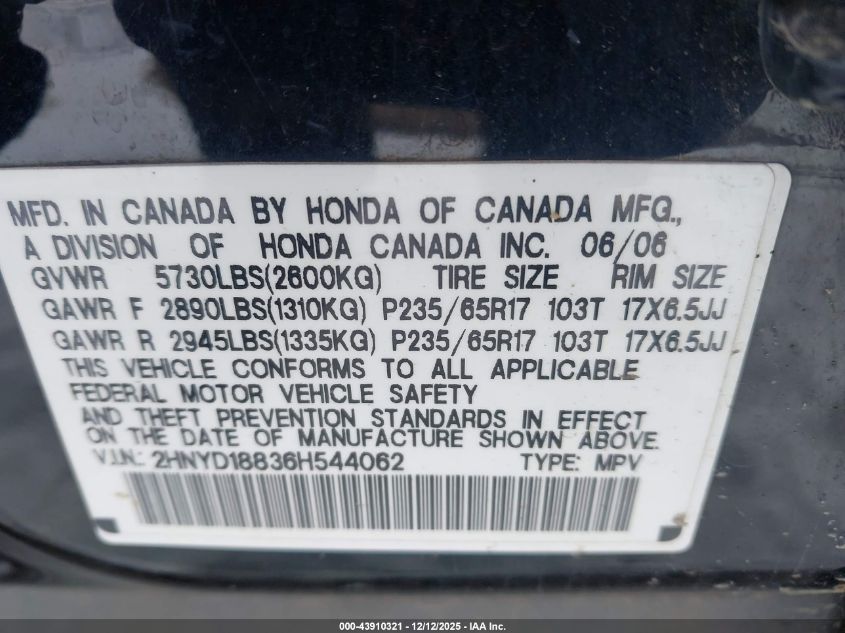 MFD. IN CANADA BY HONDA OF CANADA MFG.,
A DIVISION OF HONDA CANADA INC. 06/06
GVWR 5730LBS(2600KG) TIRE SIZE RIM SIZE
GAWR F 2890LBS(1310KG) P235/65R17 103T 17X6.5JJ
GAWR R 2945LBS(1335KG) P235/65R17 103T 17X6.5JJ
THIS VEHICLE CONFORMS TO ALL APPLICABLE
FEDERAL MOTOR VEHICLE SAFETY
AND THEFT PREVENTION STANDARDS IN EFFECT
ON THE DATE OF MANUFACTURE SHOWN ABOVE.
V.I.N.: 2HNYD18836H544062 TYPE: MPV
000-43910321 - 12/12/2025 - IAA Inc.